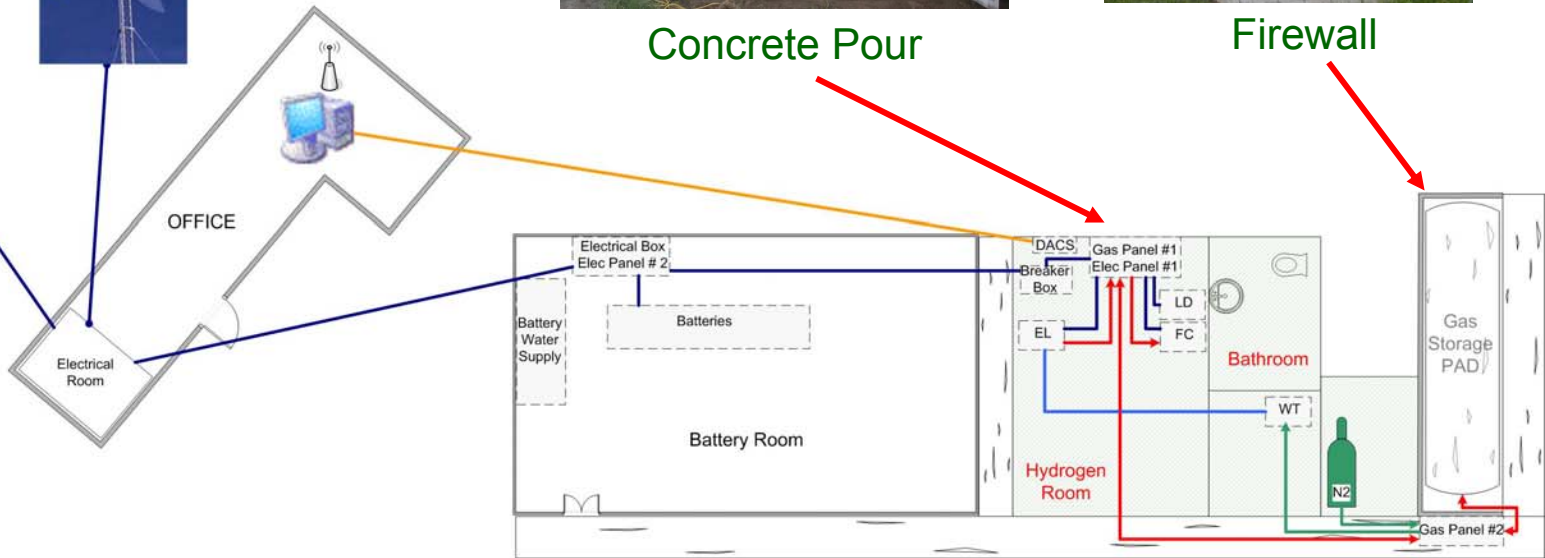 Concrete Pour
Firewall
OFFICE
Electrical
Room
Electrical Box
Elec Panel # 2
Battery
Water
Supply
Batteries
Battery Room
DACS
Breaker
Box
Gas Panel #1
Elec Panel #1
LD
EL
FC
Bathroom
WT
Hydrogen
Room
N2
Gas
Storage
PAD
Gas Panel #2